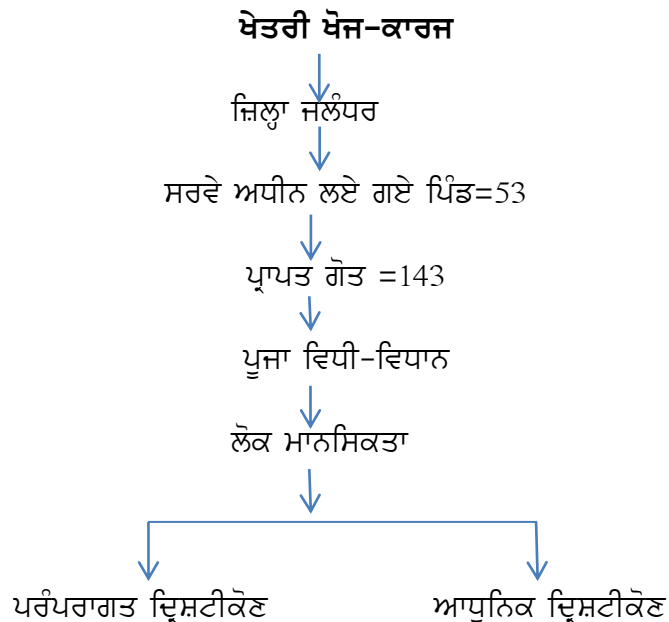 ਖੇਤਰੀ ਖੋਜ-ਕਾਰਜ
ਜ਼ਿਲ੍ਹਾ ਜਲੰਧਰ
ਸਰਵੇ ਅਧੀਨ ਲਏ ਗਏ ਪਿੰਡ=53
ਪ੍ਰਾਪਤ ਗੋਤ =143
ਪੂਜਾ ਵਿਧੀ-ਵਿਧਾਨ
ਲੋਕ ਮਾਨਸਿਕਤਾ
ਪਰੰਪਰਾਗਤ ਦ੍ਰਿਸ਼ਟੀਕੋਣ ਆਧੁਨਿਕ ਦ੍ਰਿਸ਼ਟੀਕੋਣ